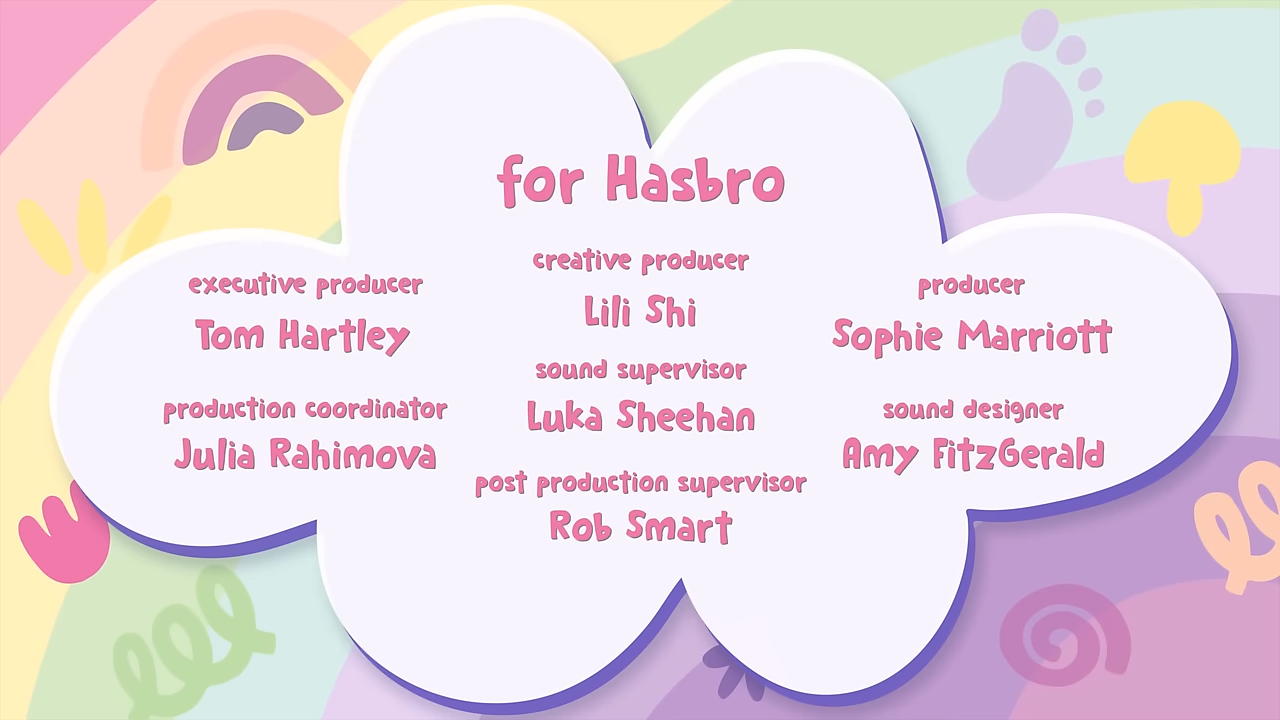 for Hasbro
executive producer
Tom Hartley
production coordinator
Julia Rahimova
creative producer
Lili Shi
sound supervisor
Luka Sheehan
post production supervisor
Rob Smart
producer
Sophie Marriott
sound designer
Amy FitzGerald